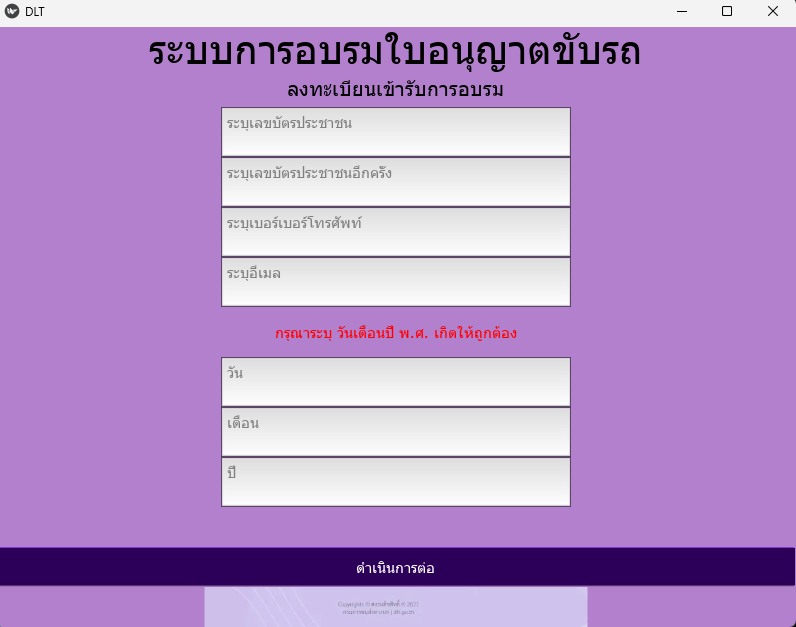 DLT
ระบบการอบรมใบอนุญาตขับรถ
ลงทะเบียนเข้ารับการอบรม
ระบุเลขบัตรประชาชน
ระบุเลขบัตรประชาชนอีกครั้ง
ระบุเบอร์เบอร์โทรศัพท์
ระบุอีเมล
กรุณาระบุ วันเดือนปี พ.ศ. เกิดให้ถูกต้อง
วัน
เดือน
ปี
ดำเนินการต่อ